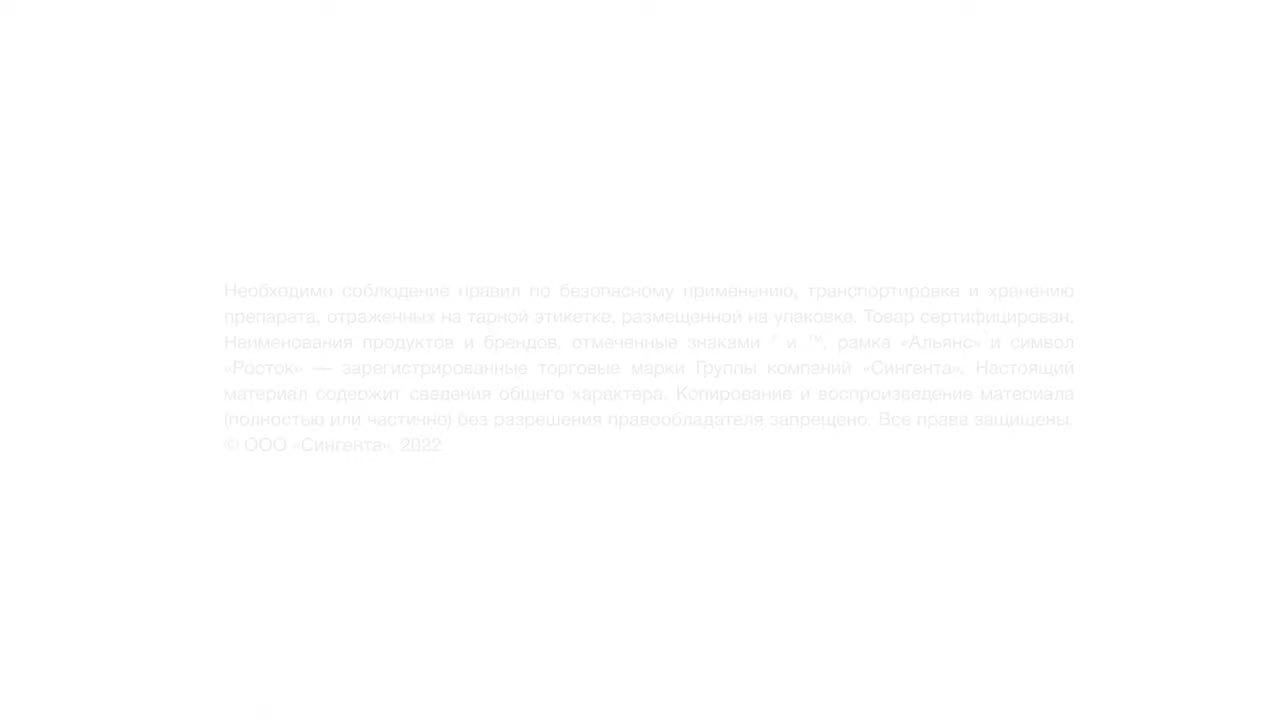 Необходимо соблюдение правил по безопасному применению, транспортировке и хранению
препарата, отраженных на тарной этикетке, размещенной на упаковке. Товар сертифицирован.
Наименования продуктов и брендов, отмеченные знаками ® и ™, рамка «Альянс» и символ
«Росток» — зарегистрированные торговые марки Группы компаний «Сингента». Настоящий
материал содержит сведения общего характера. Копирование и воспроизведение материала
(полностью или частично) без разрешения правообладателя запрещено. Все права защищены.
© ООО «Сингента», 2022